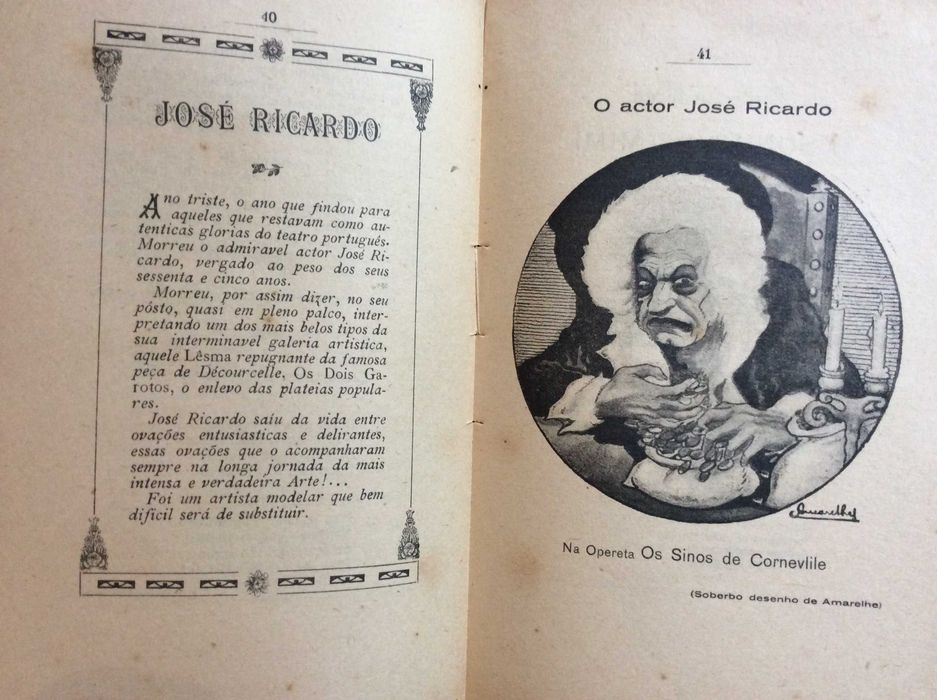 40
JOSÉ RICARDO
Ano triste, o ano que findou para
aqueles que restavam como au-
tenticas glorias do teatro português.
Morreu o admiravel actor José Ri-
cardo, vergado ao peso dos seus
sessenta e cinco anos.
Morreu, por assim dizer, no seu
pôsto, quasi em pleno palco, inter-
pretando um dos mais belos tipos da
sua interminavel galeria artistica,
aquele Lêsma repugnante da famosa
peça de Décourcelle, Os Dois Ga-
rotos, o enlevo das plateias popula-
res.
José Ricardo saíu da vida entre
ovações entusiasticas e delirantes,
essas ovações que o acompanharam
sempre na longa jornada da mais
intensa e verdadeira Arte!...
Foi um artista modelar que bem
dificil será de substituir.
41
O actor José Ricardo
Amarelhe
Na Opereta Os Sinos de Cornevlile
(Soberbo desenho de Amarelhe)